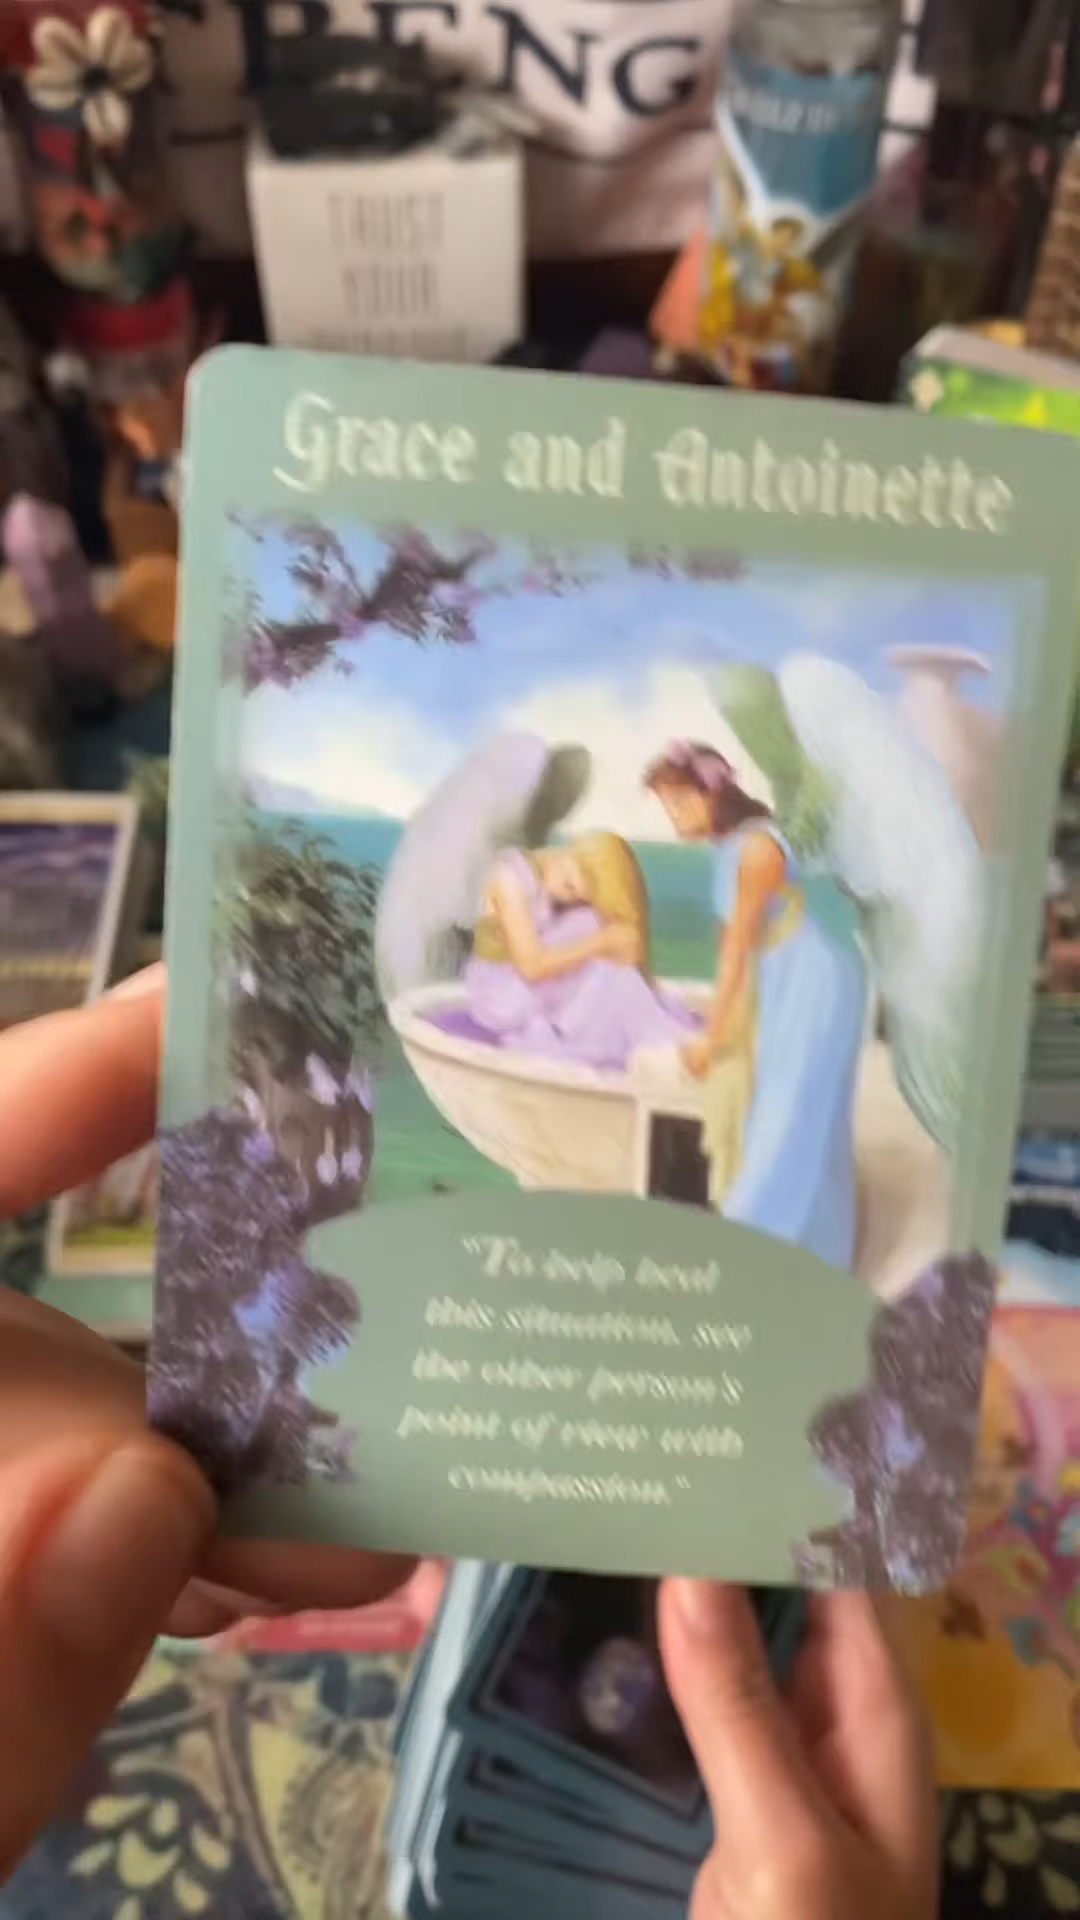 RENG
TRUST
YOUR
Grace and Antoinette
"To help heal
this situation, see
the other person's
point of view with
compassion."